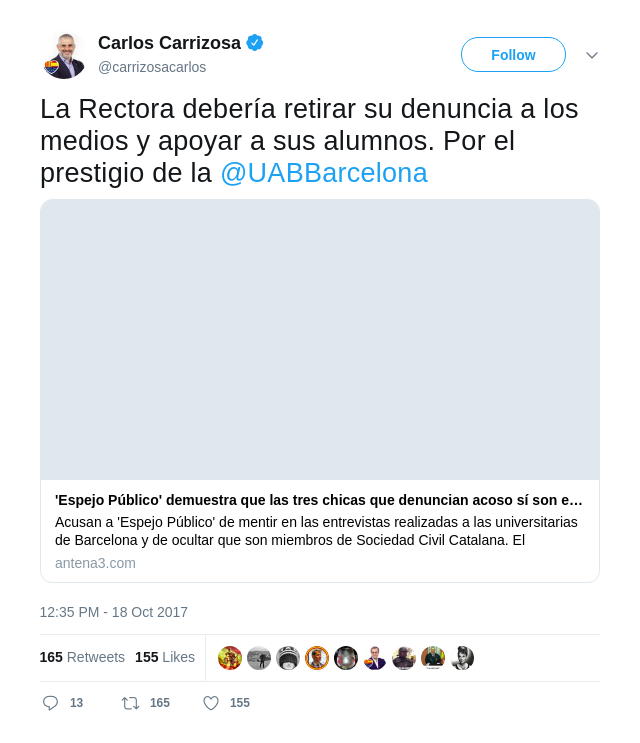 Carlos Carrizosa
@carrizosacarlos
Follow
La Rectora debería retirar su denuncia a los
medios y apoyar a sus alumnos. Por el
prestigio de la @UABBarcelona
'Espejo Público' demuestra que las tres chicas que denuncian acoso sí son e…
Acusan a 'Espejo Público' de mentir en las entrevistas realizadas a las universitarias
de Barcelona y de ocultar que son miembros de Sociedad Civil Catalana. El
antena3.com
12:35 PM - 18 Oct 2017
165 Retweets 155 Likes
13 165 155